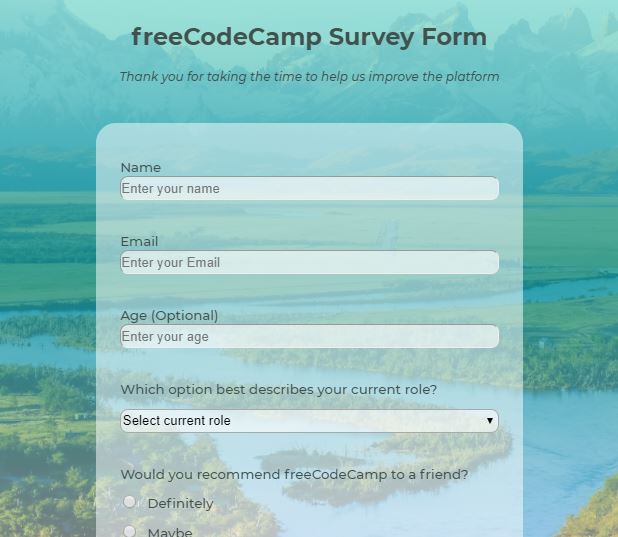 freeCodeCamp Survey Form
Thank you for taking the time to help us improve the platform
Name
Enter your name
Email
Enter your Email
Age (Optional)
Enter your age
Which option best describes your current role?
Select current role
Would you recommend freeCodeCamp to a friend?
Definitely
Maybe